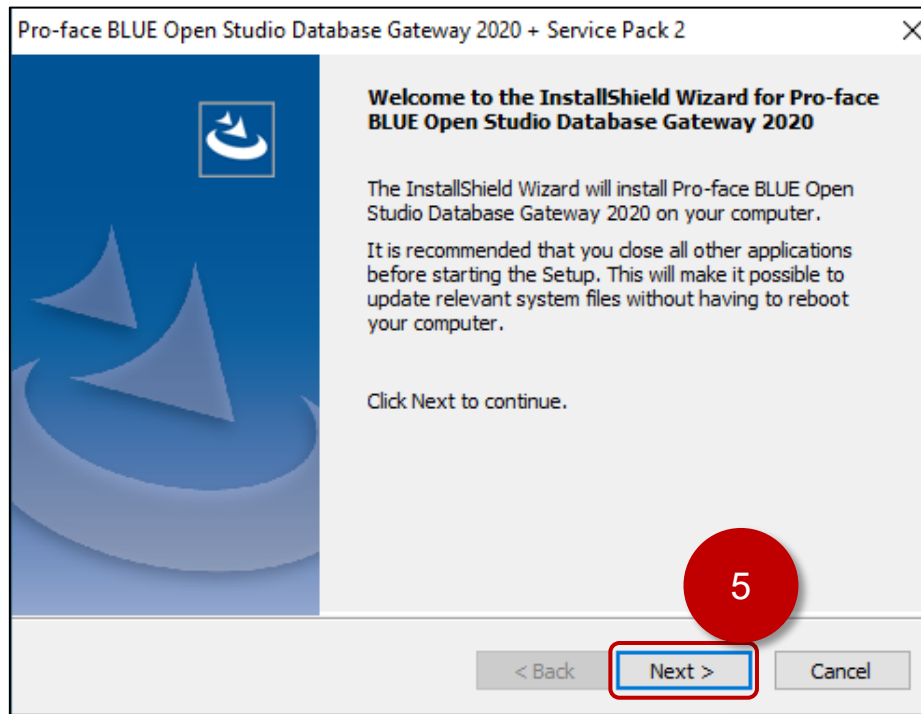 Pro-face BLUE Open Studio Database Gateway 2020 + Service Pack 2
Welcome to the InstallShield Wizard for Pro-face
BLUE Open Studio Database Gateway 2020
The InstallShield Wizard will install Pro-face BLUE Open
Studio Database Gateway 2020 on your computer.
It is recommended that you close all other applications
before starting the Setup. This will make it possible to
update relevant system files without having to reboot
your computer.
Click Next to continue.
5
< Back Next > Cancel